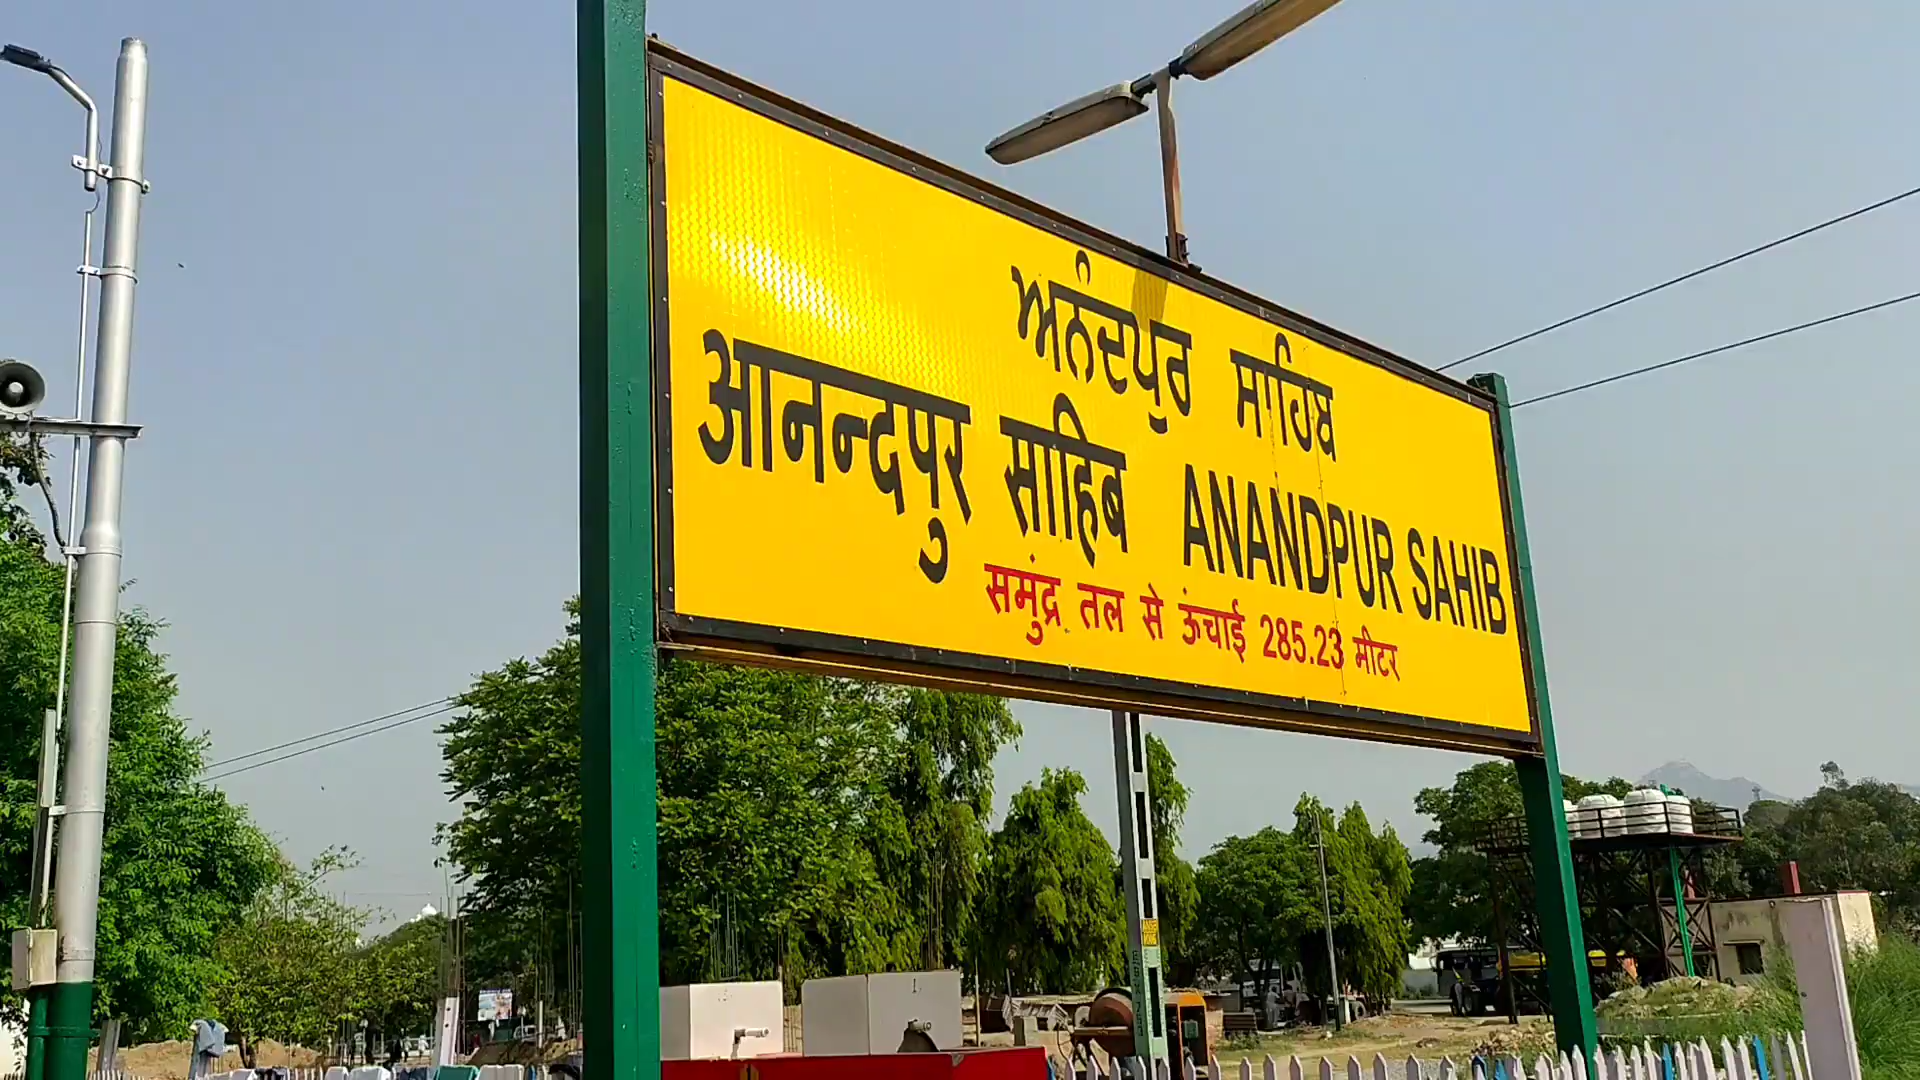 ਅਨੰਦਪੁਰ ਸਾਹਿਬ
आनन्दपुर साहिब ANANDPUR SAHIB
समुंद्र तल से ऊंचाई 285.23 मीटर